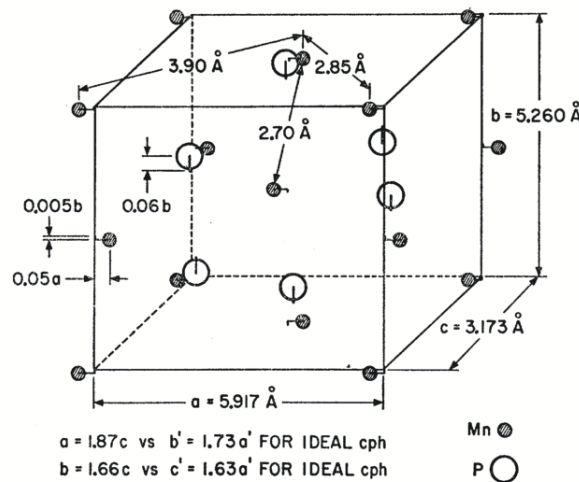 3.90 Å
2.85 Å
2.70 Å
b = 5.260 Å
0.005b
0.06b
0.05a
c = 3.173 Å
a = 5.917 Å
a = 1.87c vs b' = 1.73a' FOR IDEAL cph
b = 1.66c vs c' = 1.63a' FOR IDEAL cph
Mn
P